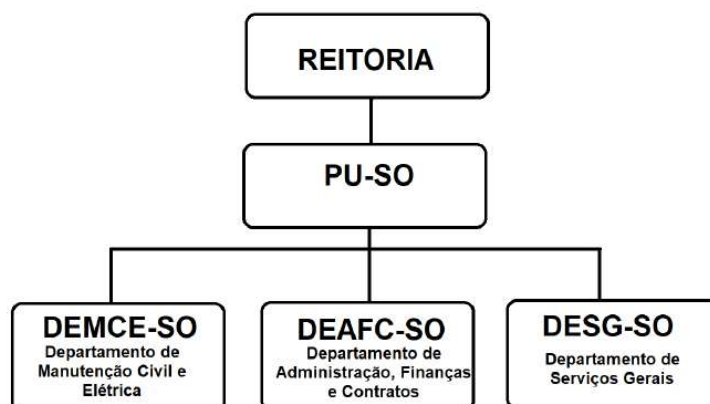 REITORIA
PU-SO
DEMCE-SO
Departamento de
Manutenção Civil e
Elétrica
DEAFC-SO
Departamento de
Administração, Finanças
e Contratos
DESG-SO
Departamento de
Serviços Gerais